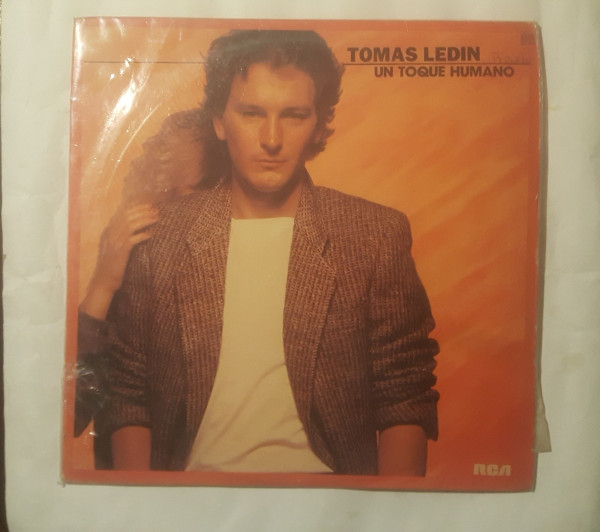 TOMAS LEDIN
UN TOQUE HUMANO
RCA